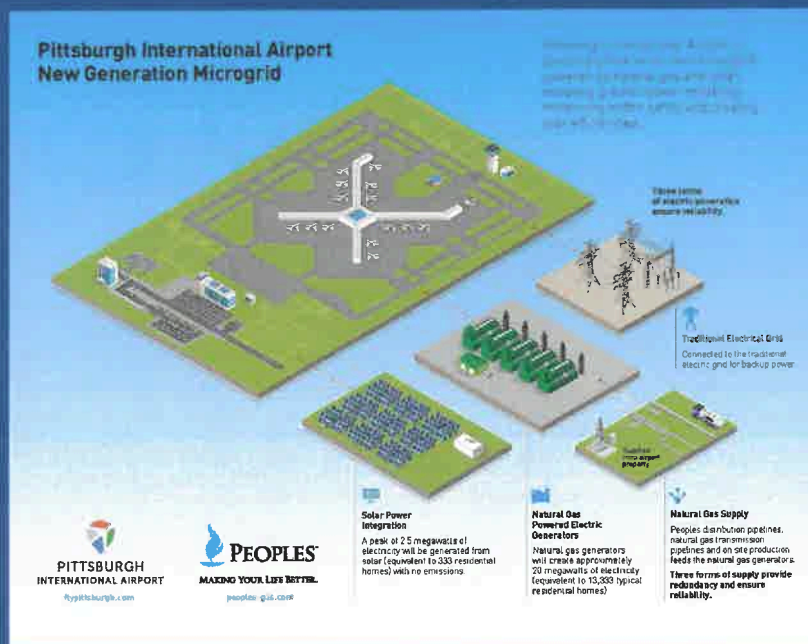 Pittsburgh International Airport
New Generation Microgrid
Three forms
of electric generation
ensure reliability.
Traditional Electrical Grid
Connected to the traditional
electric grid for backup power
from airport
property
Solar Power
Integration
A peak of 2.5 megawatts of
electricity will be generated from
solar (equivalent to 333 residential
homes) with no emissions.
Natural Gas
Powered Electric
Generators
Natural gas generators
will create approximately
20 megawatts of electricity
(equivalent to 13,333 typical
residential homes)
Natural Gas Supply
Peoples distribution pipelines,
natural gas transmission
pipelines and on site production
feeds the natural gas generators.
Three forms of supply provide
redundancy and ensure
reliability.
PITTSBURGH
INTERNATIONAL AIRPORT
flypittsburgh.com
PEOPLES
MAKING YOUR LIFE BETTER.
peoples-gas.com